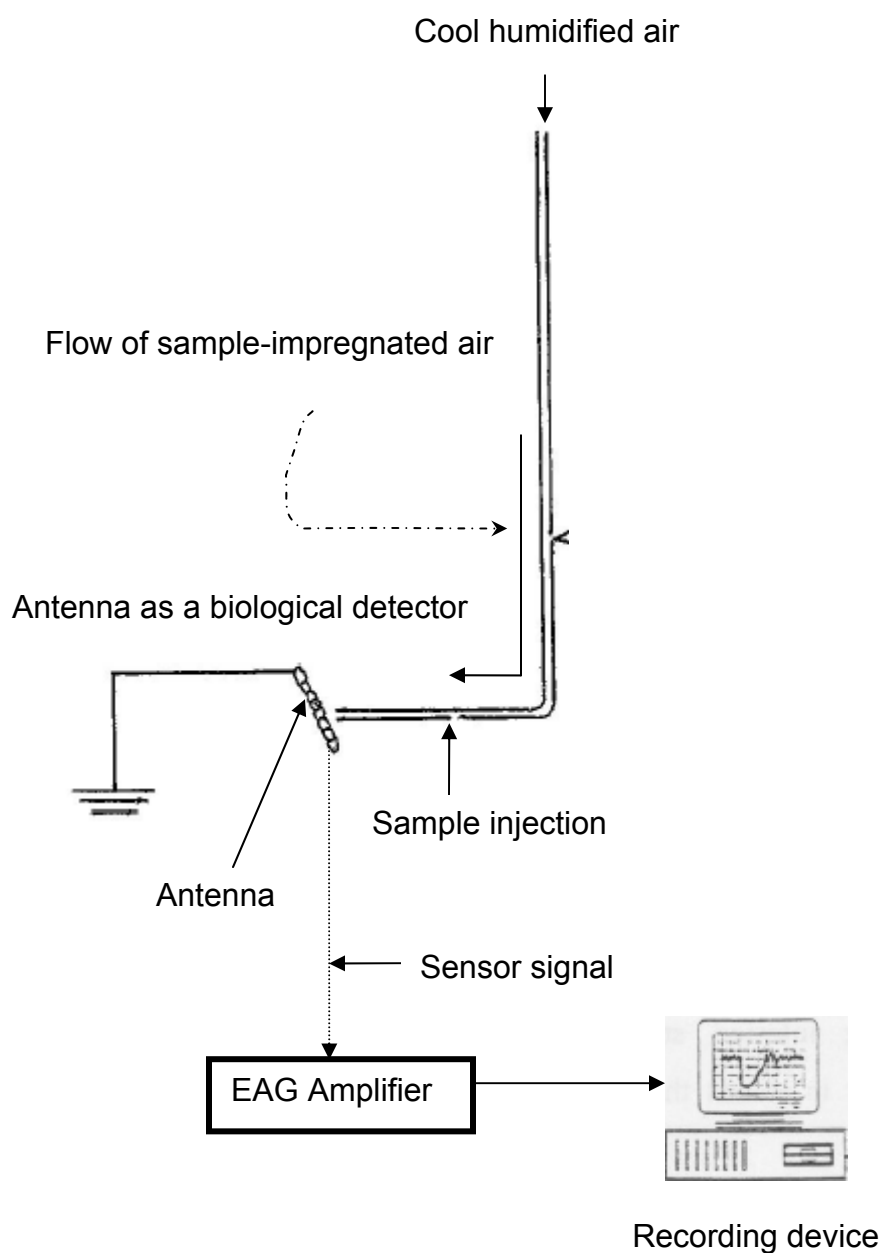 Cool humidified air
Flow of sample-impregnated air
Antenna as a biological detector
Sample injection
Antenna
Sensor signal
EAG Amplifier
Recording device